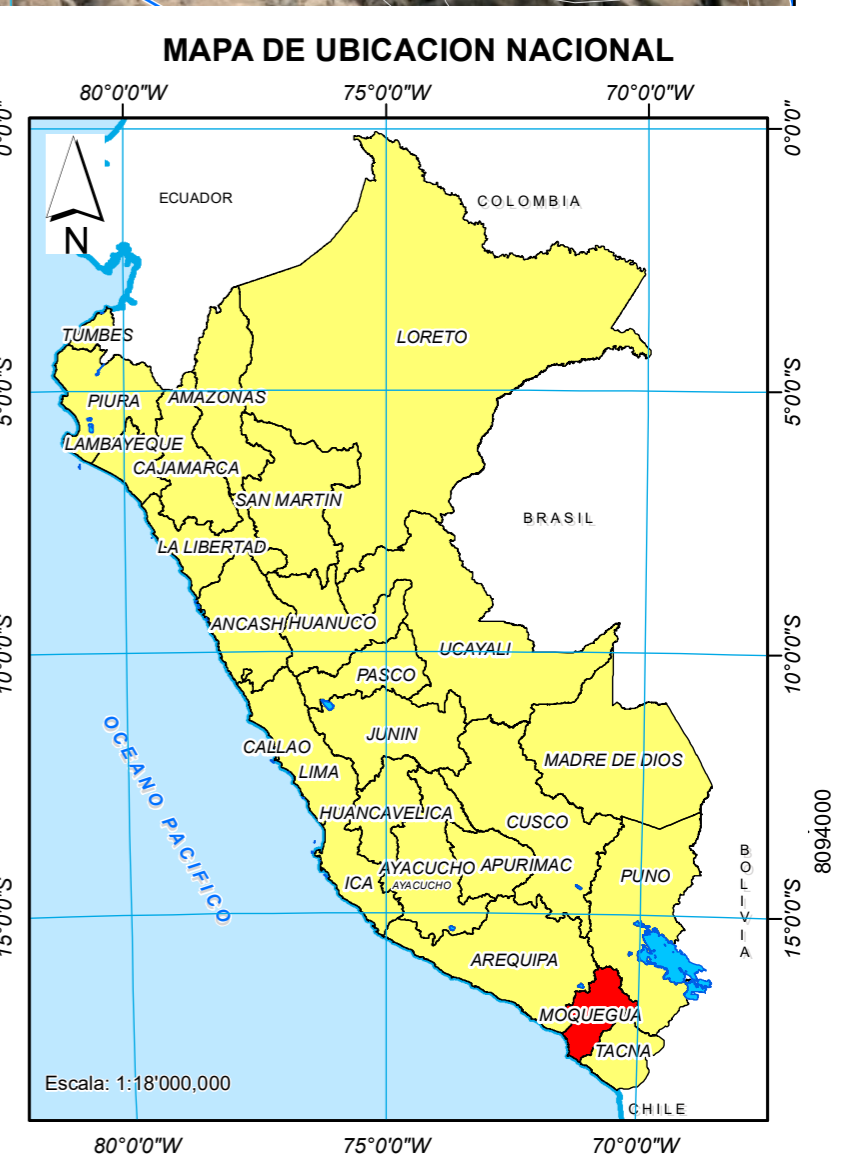 MAPA DE UBICACION NACIONAL
80°0'0"W
75°0'0"W
70°0'0"W
0°0'0"
0°0'0"
N
ECUADOR
COLOMBIA
TUMBES
LORETO
5°0'0"S
5°0'0"S
PIURA
AMAZONAS
LAMBAYEQUE
CAJAMARCA
SAN MARTIN
BRASIL
LA LIBERTAD
ANCASH
HUANUCO
10°0'0"S
10°0'0"S
UCAYALI
PASCO
OCEANO PACIFICO
CALLAO
JUNIN
LIMA
MADRE DE DIOS
HUANCAVELICA
CUSCO
8094000
BOLIVIA
AYACUCHO
APURIMAC
ICA
AYACUCHO
PUNO
15°0'0"S
15°0'0"S
AREQUIPA
MOQUEGUA
TACNA
Escala: 1:18'000,000
CHILE
80°0'0"W
75°0'0"W
70°0'0"W